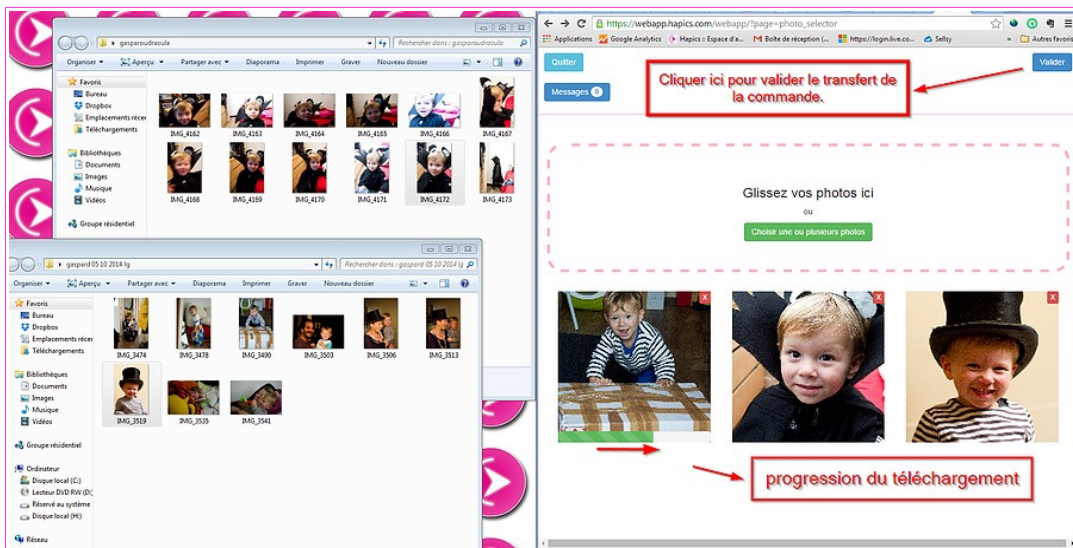 gasparoudracula
Rechercher dans : gasparoudracula
Organiser
Aperçu
Partager avec
Diaporama
Imprimer
Graver
Nouveau dossier
Favoris
Bureau
Dropbox
Emplacements récer
Téléchargements
Bibliothèques
Documents
Images
Musique
Vidéos
Groupe résidentiel
IMG_4162 IMG_4163 IMG_4164 IMG_4165 IMG_4166 IMG_4167
IMG_4168 IMG_4169 IMG_4170 IMG_4171 IMG_4172 IMG_4173
gaspard 05 10 2014 lg
Rechercher dans : gaspard 05 10 2014 lg
Organiser
Aperçu
Partager avec
Diaporama
Imprimer
Graver
Nouveau dossier
Favoris
Bureau
Dropbox
Emplacements récer
Téléchargements
Bibliothèques
Documents
Images
Musique
Vidéos
Groupe résidentiel
Ordinateur
Disque local (C:)
Lecteur DVD RW (D:)
Réservé au système
Disque local (H:)
Réseau
IMG_3474 IMG_3478 IMG_3490 IMG_3503 IMG_3506 IMG_3513
IMG_3519 IMG_3535 IMG_3541
https://webapp.hapics.com/webapp/?page=photo_selector
Applications
Google Analytics
Hapics :: Espace d'a...
Boîte de réception (...
https://login.live.co...
Sellsy
»
Autres favoris
Quitter
Messages 0
Cliquer ici pour valider le transfert de
la commande.
Valider
Glissez vos photos ici
ou
Choisir une ou plusieurs photos
X
X
X
progression du téléchargement